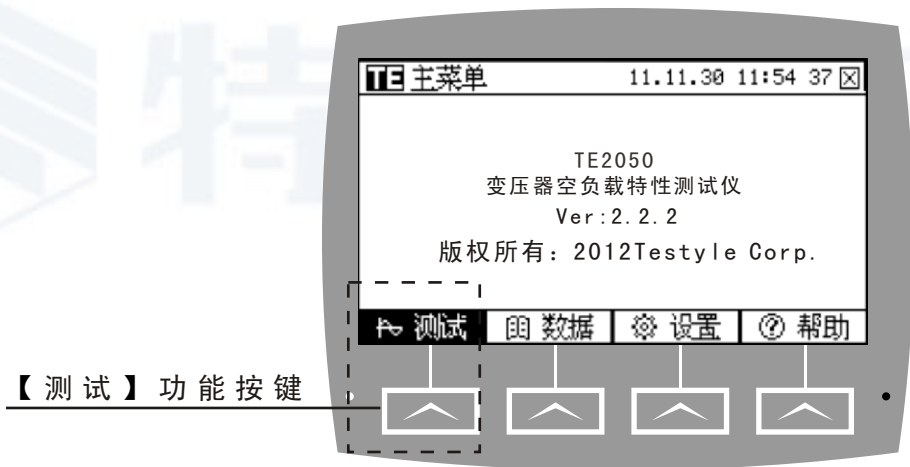 特
TE 主菜单 11.11.30 11:54 37
TE2050
变压器空负载特性测试仪
Ver:2.2.2
版权所有：2012Testyle Corp.
测试 数据 设置 帮助
【测试】功能按键